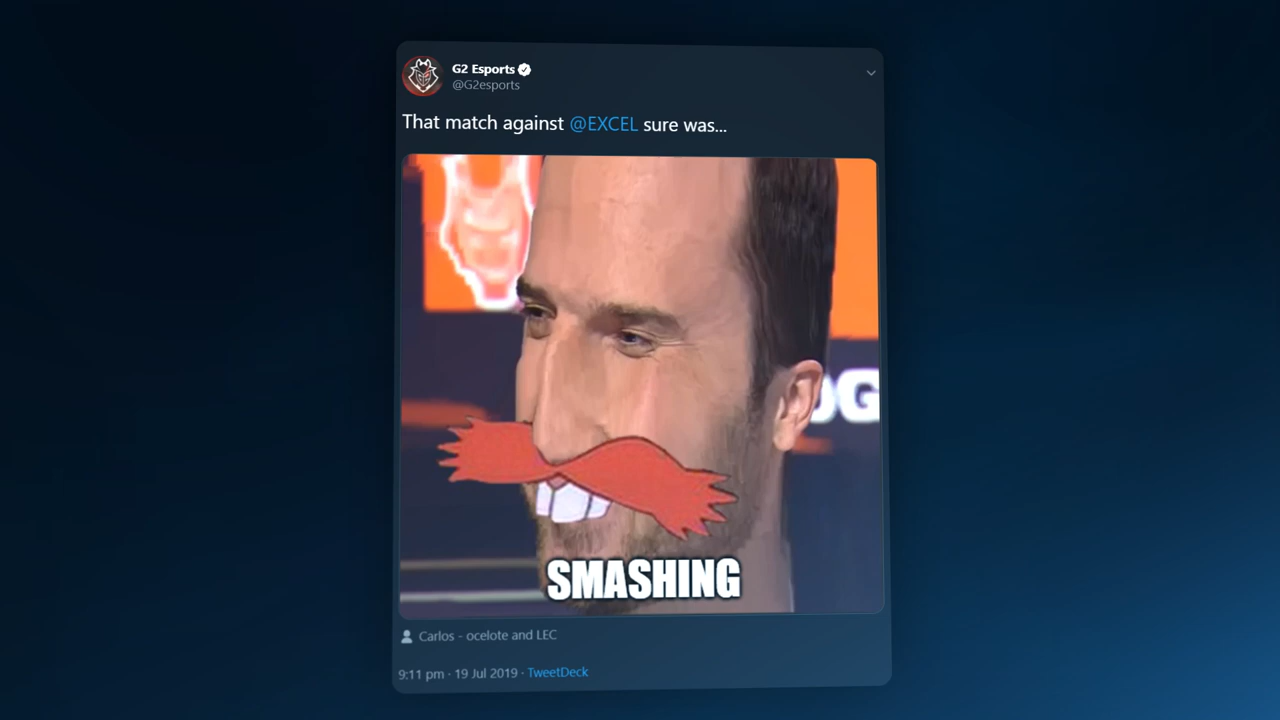 G2 Esports
@G2esports
That match against @EXCEL sure was...
OG
SMASHING
Carlos - ocelote and LEC
9:11 pm · 19 Jul 2019 · TweetDeck